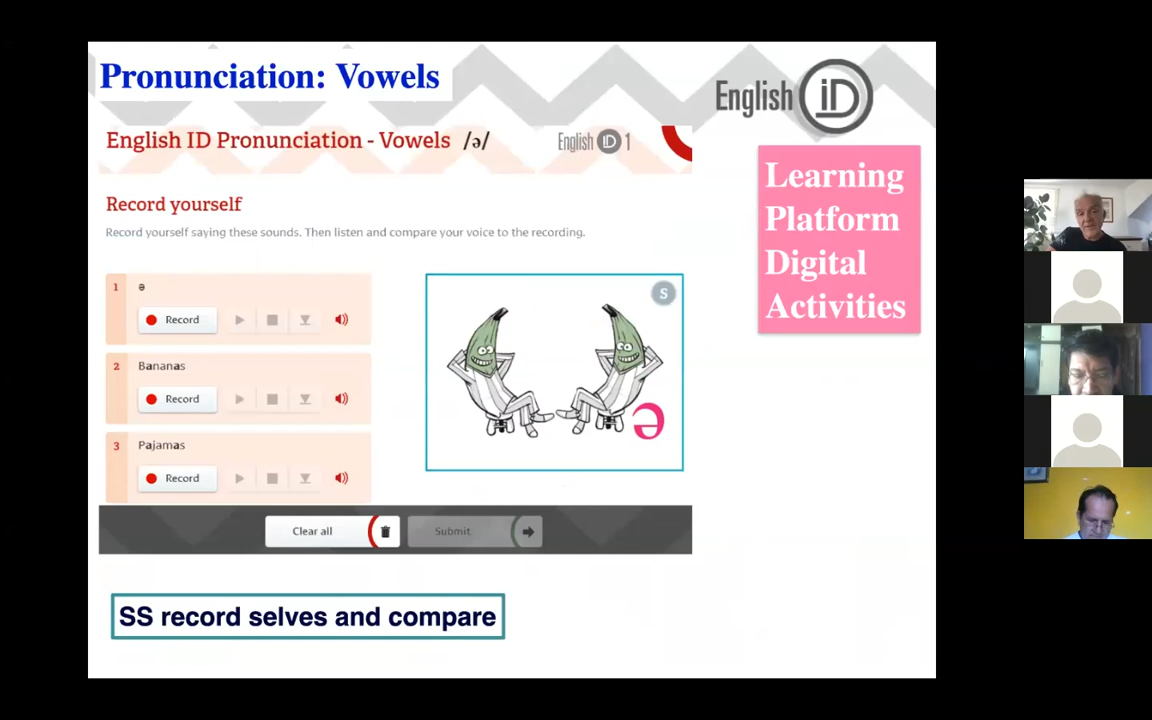 Pronunciation: Vowels
English iD
English ID Pronunciation - Vowels /ə/
English iD 1
Learning
Platform
Digital
Activities
Record yourself
Record yourself saying these sounds. Then listen and compare your voice to the recording.
1 ə
Record
2 Bananas
Record
3 Pajamas
Record
S
ə
Clear all
Submit
SS record selves and compare